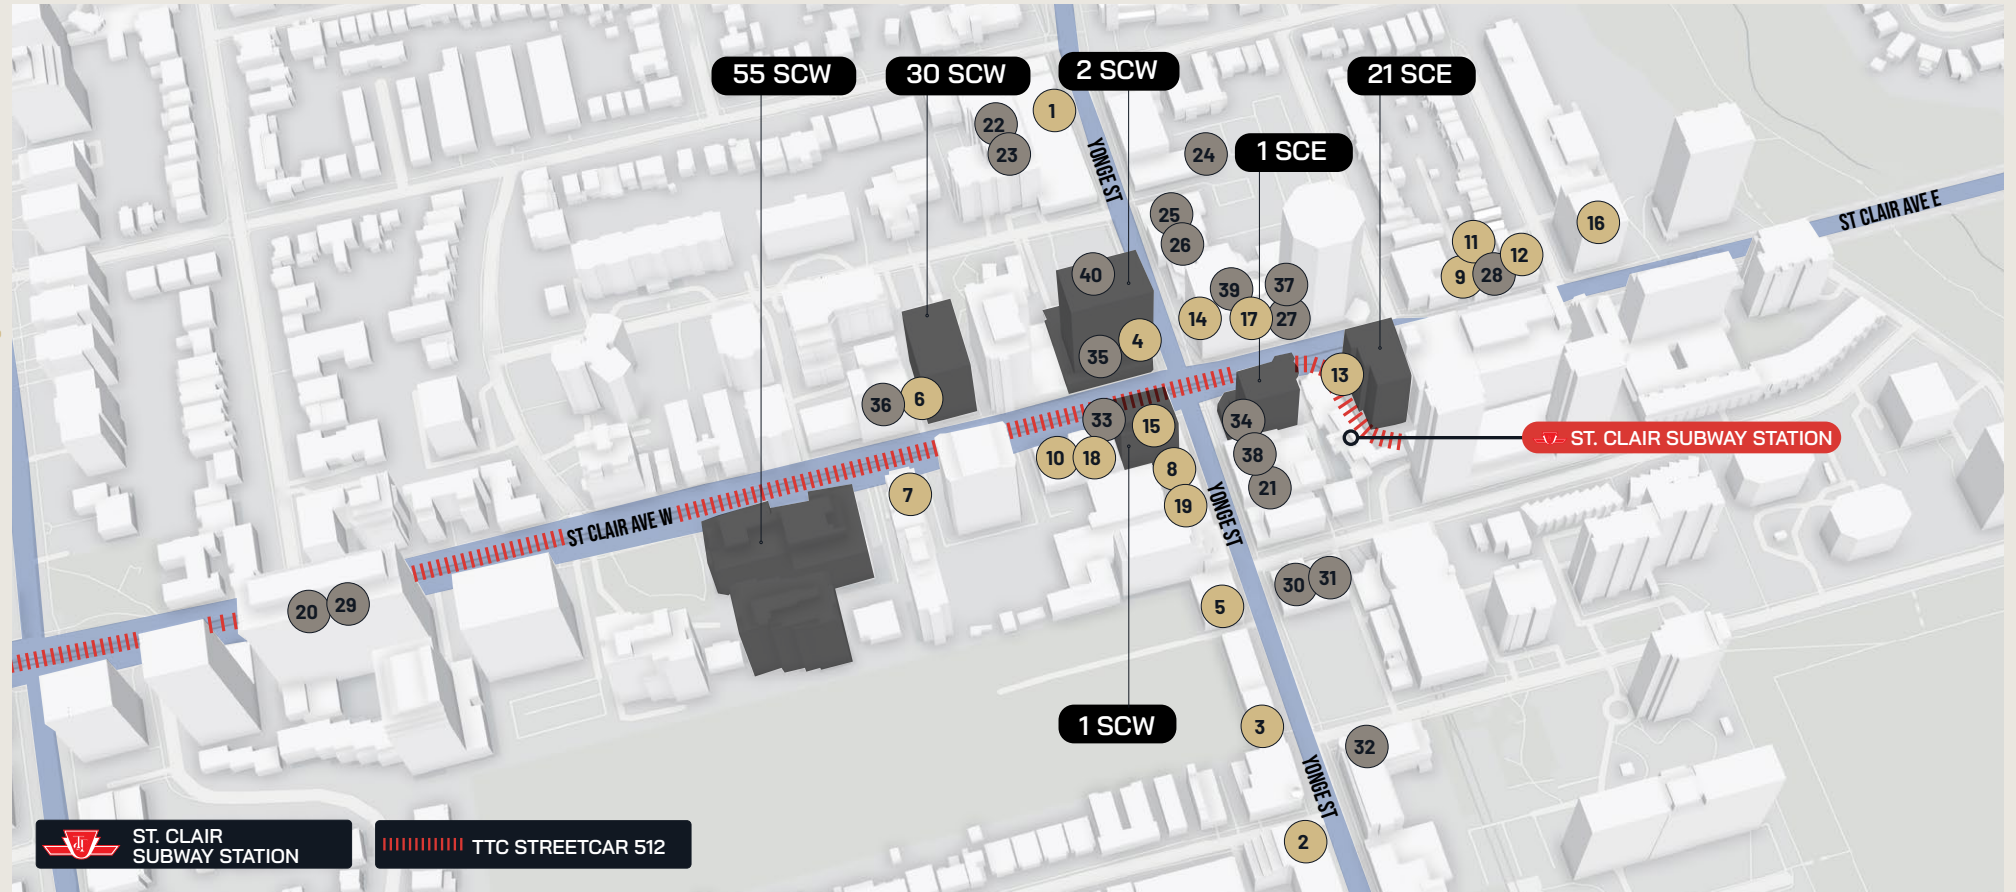 55 SCW
30 SCW
2 SCW
21 SCE
1 SCE
1
22
23
24
YONGE ST
25
26
16
ST CLAIR AVE E
11
12
9
28
40
39
37
14
17
27
4
35
13
36
6
33
15
34
ST. CLAIR SUBWAY STATION
10
18
8
38
7
19
21
YONGE ST
ST CLAIR AVE W
20
29
30
31
5
1 SCW
3
32
YONGE ST
2
ST. CLAIR
SUBWAY STATION
TTC STREETCAR 512